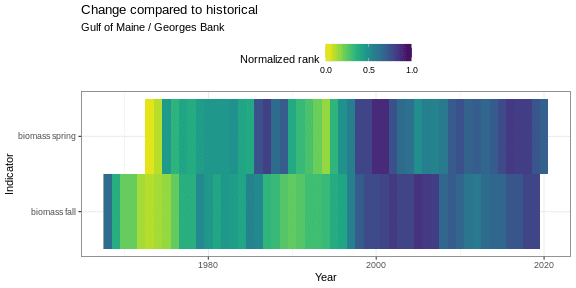 Change compared to historical
Gulf of Maine / Georges Bank
Normalized rank
0.0 0.5 1.0
biomass spring
biomass fall
Indicator
1980 2000 2020
Year